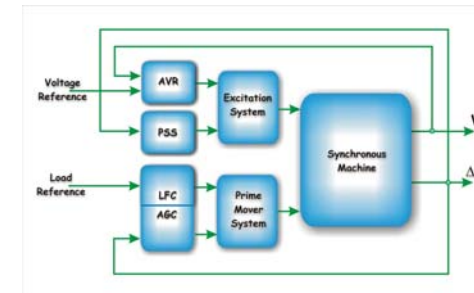 Voltage
Reference
AVR
PSS
Excitation
System
Synchronous
Machine
Load
Reference
LFC
AGC
Prime
Mover
System
V
Δ